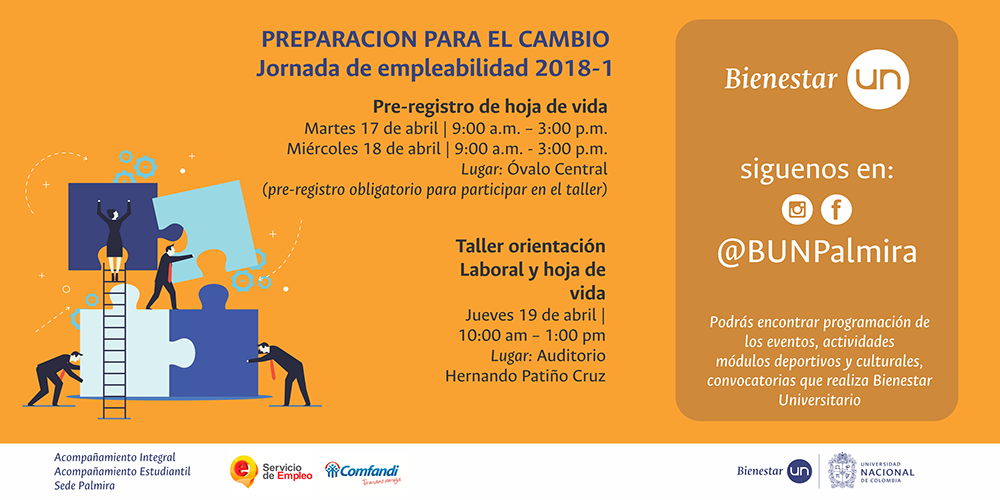 PREPARACION PARA EL CAMBIO
Jornada de empleabilidad 2018-1
Pre-registro de hoja de vida
Martes 17 de abril | 9:00 a.m. – 3:00 p.m.
Miércoles 18 de abril | 9:00 a.m. - 3:00 p.m.
Lugar: Óvalo Central
(pre-registro obligatorio para participar en el taller)
Taller orientación
Laboral y hoja de
vida
Jueves 19 de abril |
10:00 am – 1:00 pm
Lugar: Auditorio
Hernando Patiño Cruz
Bienestar un
siguenos en:
@BUNPalmira
Podrás encontrar programación de
los eventos, actividades
módulos deportivos y culturales,
convocatorias que realiza Bienestar
Universitario
Acompañamiento Integral
Acompañamiento Estudiantil
Sede Palmira
Servicio
de Empleo
Comfandi
Tu mano amiga
Bienestar un
UNIVERSIDAD
NACIONAL
DE COLOMBIA